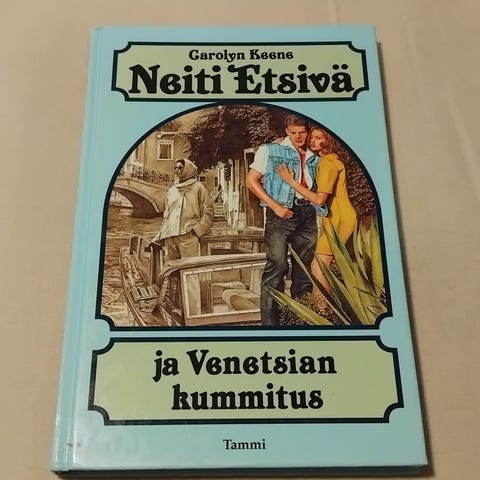 Carolyn Keene
Neiti Etsivä
ja Venetsian
kummitus
Tammi